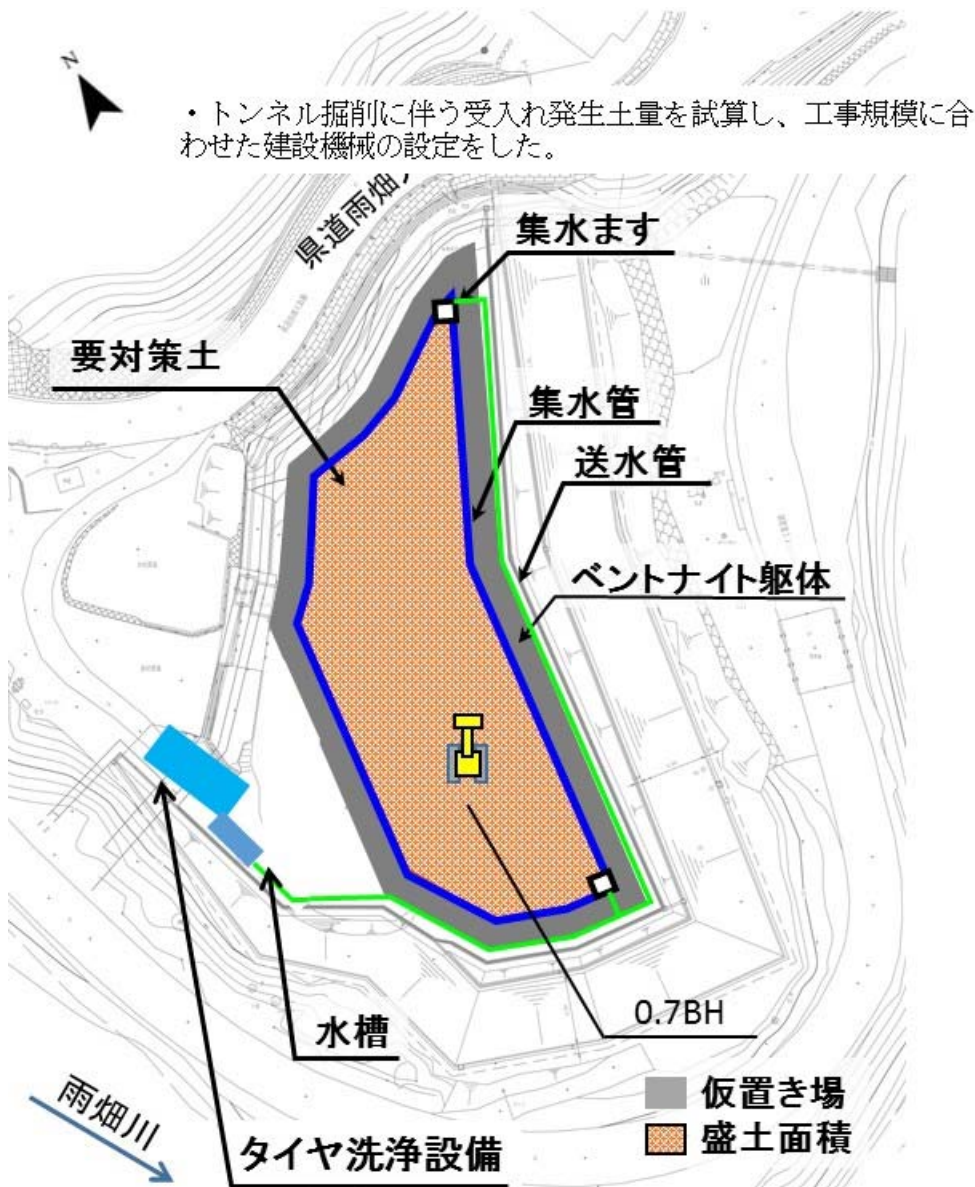 N
・トンネル掘削に伴う受入れ発生土量を試算し、工事規模に合
わせた建設機械の設定をした。
県道雨畑
集水ます
要対策土
集水管
送水管
ベントナイト躯体
0.7BH
水槽
雨畑川
タイヤ洗浄設備
仮置き場
盛土面積